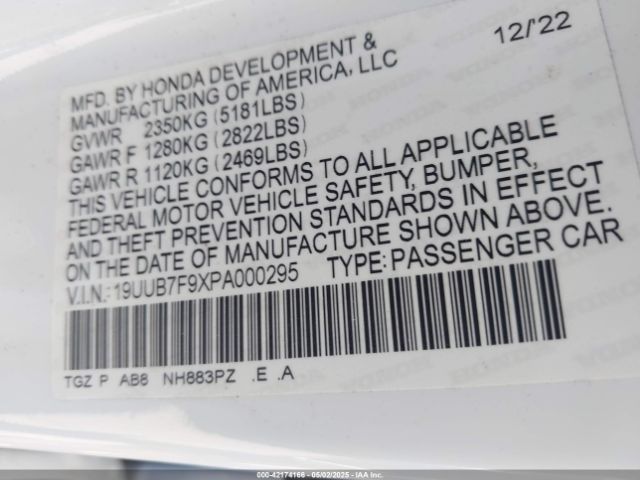 12/'22
MFD. BY HONDA DEVELOPMENT &
MANUFACTURING OF AMERICA, LLC
GVWR 2350KG (5181LBS)
GAWR F 1280KG (2822LBS)
GAWR R 1120KG (2469LBS)
THIS VEHICLE CONFORMS TO ALL APPLICABLE
FEDERAL MOTOR VEHICLE SAFETY, BUMPER,
AND THEFT PREVENTION STANDARDS IN EFFECT
ON THE DATE OF MANUFACTURE SHOWN ABOVE.
V.I.N.: 19UUB7F9XPA000295 TYPE: PASSENGER CAR
TGZ P AB8 NH883PZ .E .A
000-42174166 - 05/02/2025 - IAA Inc.